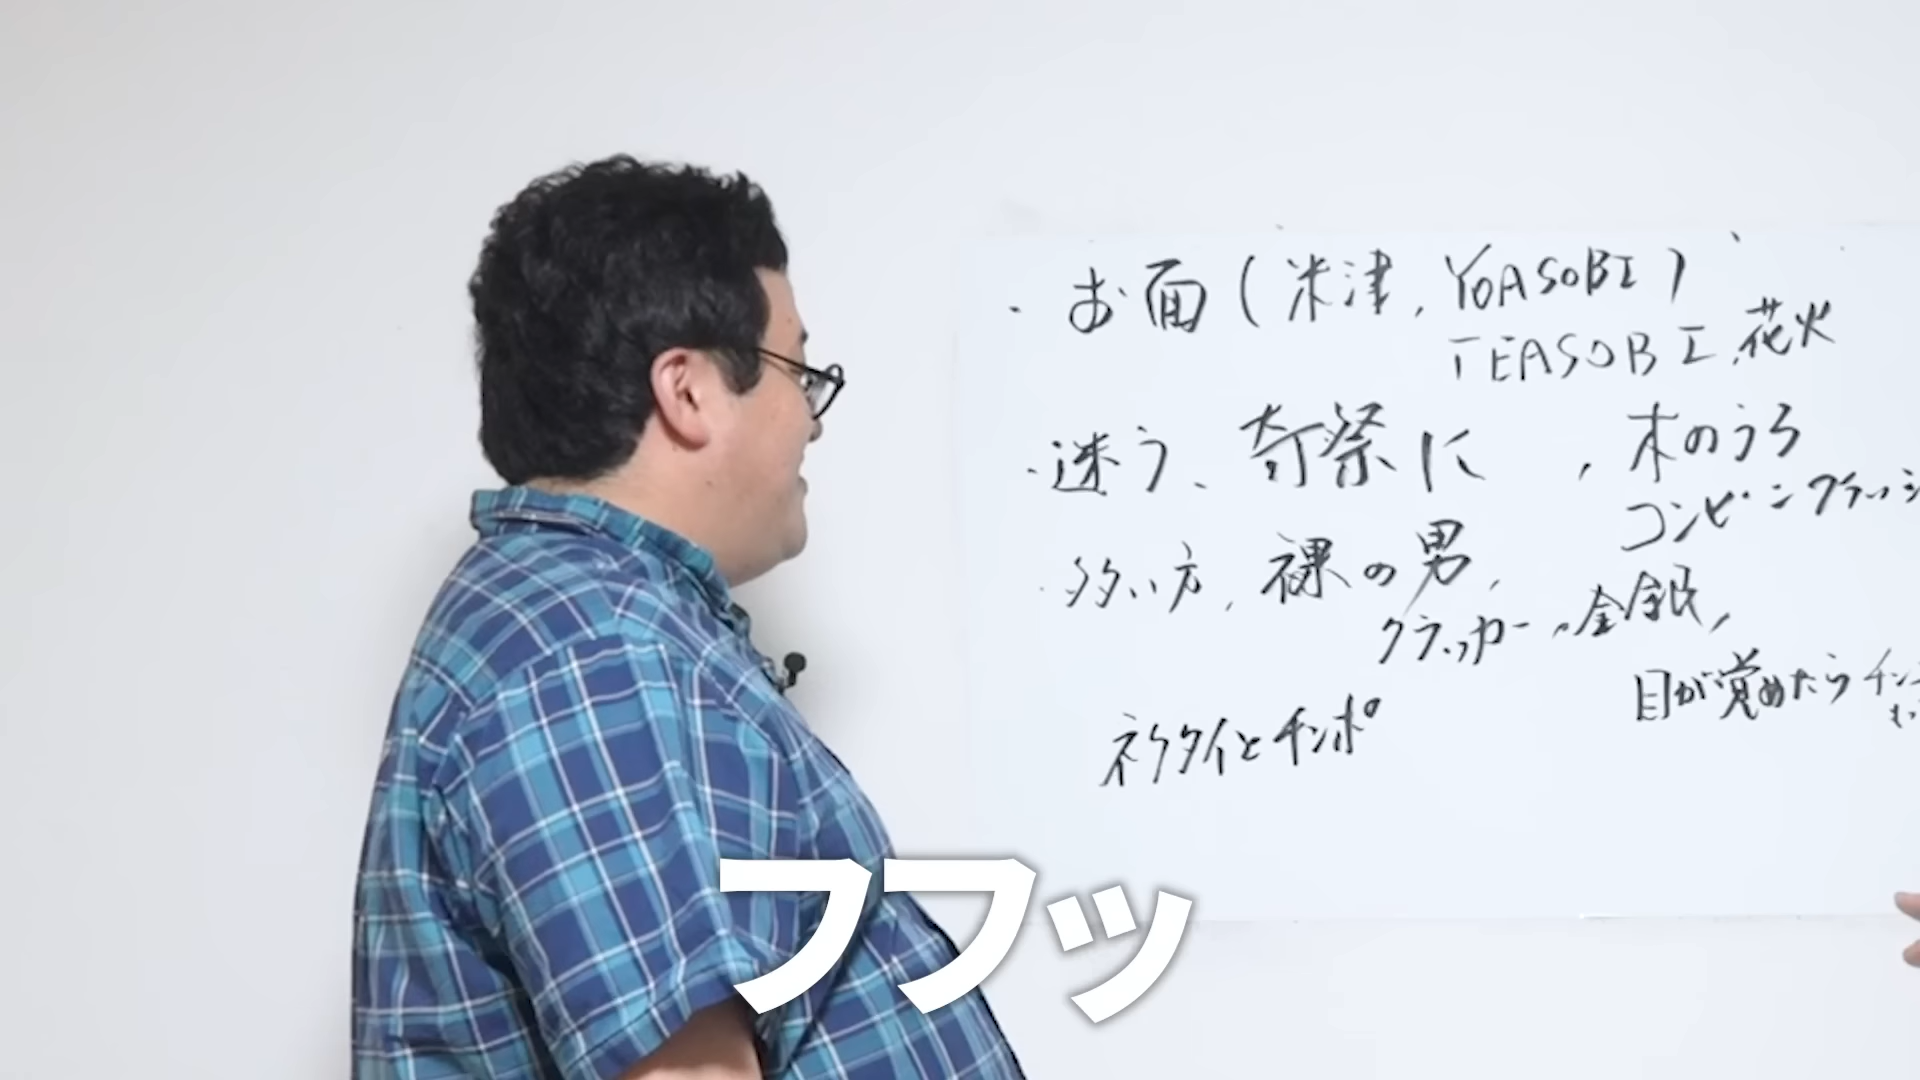 ・お面(米津,YOASOBI)
TEASOBI,花火
・迷う、奇祭に,木のうろ
コンビニクラッシ
・多い方,裸の男,
クラッカー,金銀,
目が覚めたらチン
ネクタイとチンポ
フフッ